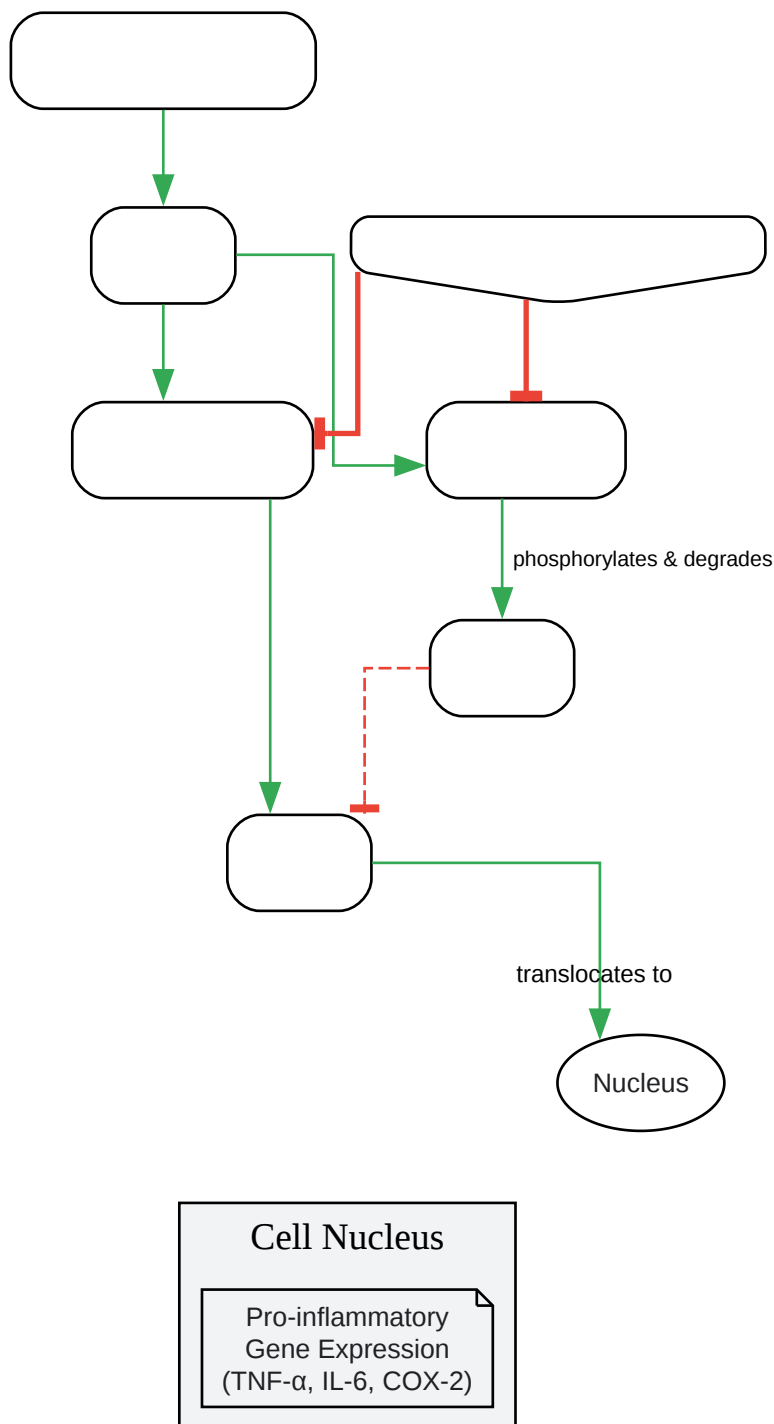 phosphorylates & degrades
translocates to
Nucleus
Cell Nucleus
Pro-inflammatory
Gene Expression
(TNF-α, IL-6, COX-2)